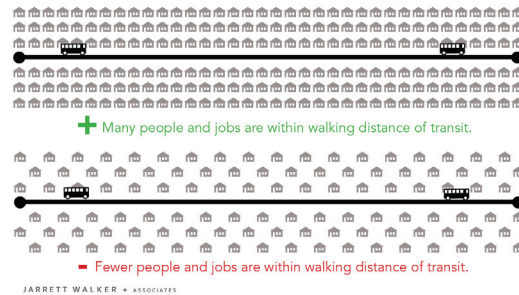 + Many people and jobs are within walking distance of transit.
- Fewer people and jobs are within walking distance of transit.
JARRETT WALKER + ASSOCIATES